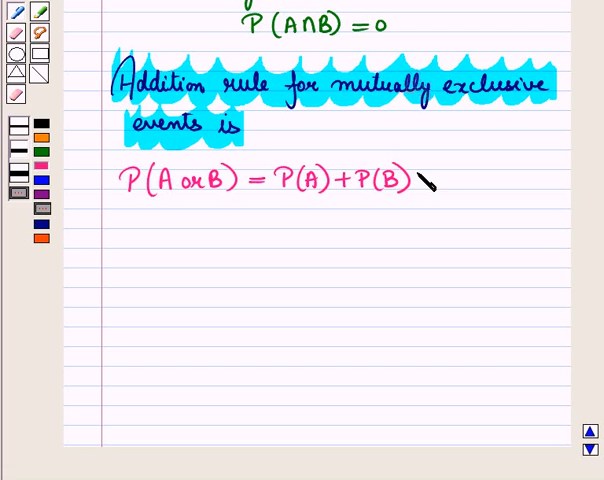 P(A∩B) = 0
Addition rule for mutually exclusive
events is
P(A or B) = P(A) + P(B)